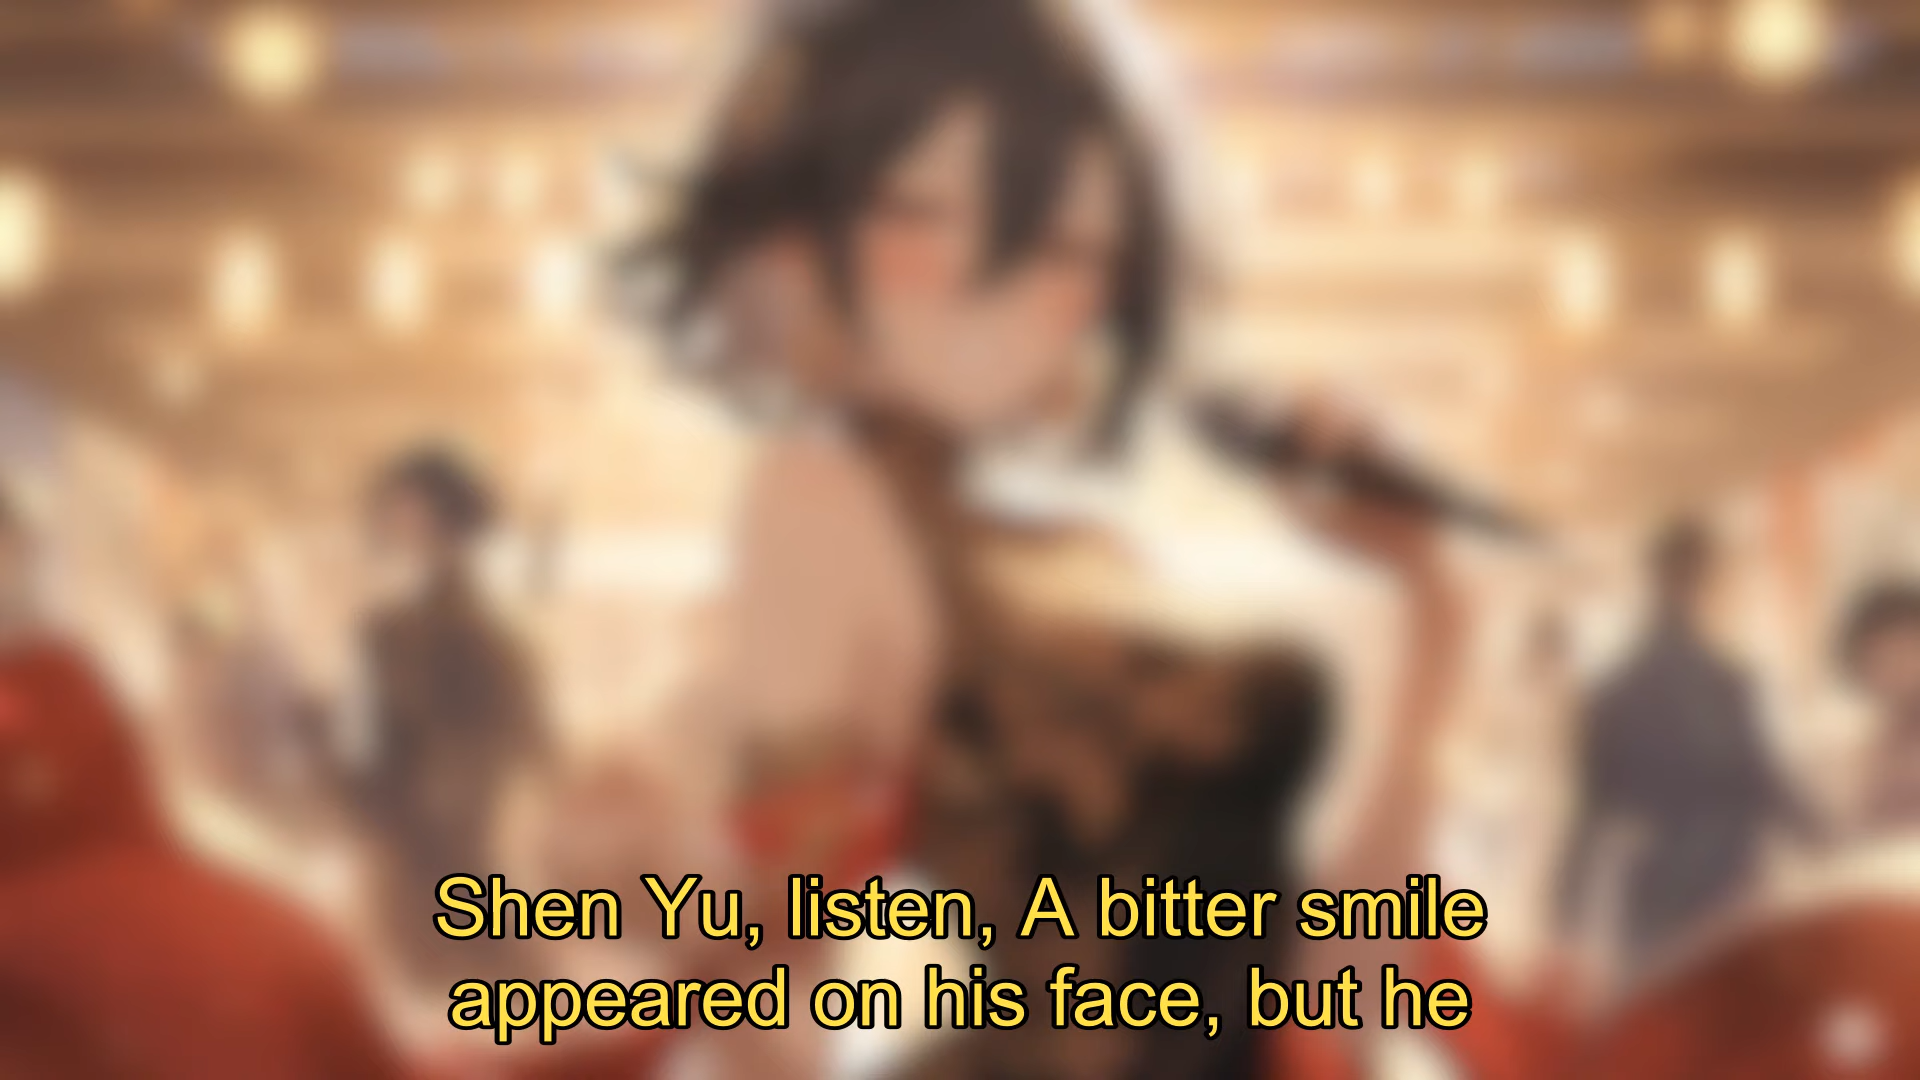 Shen Yu, listen, A bitter smile
appeared on his face, but he